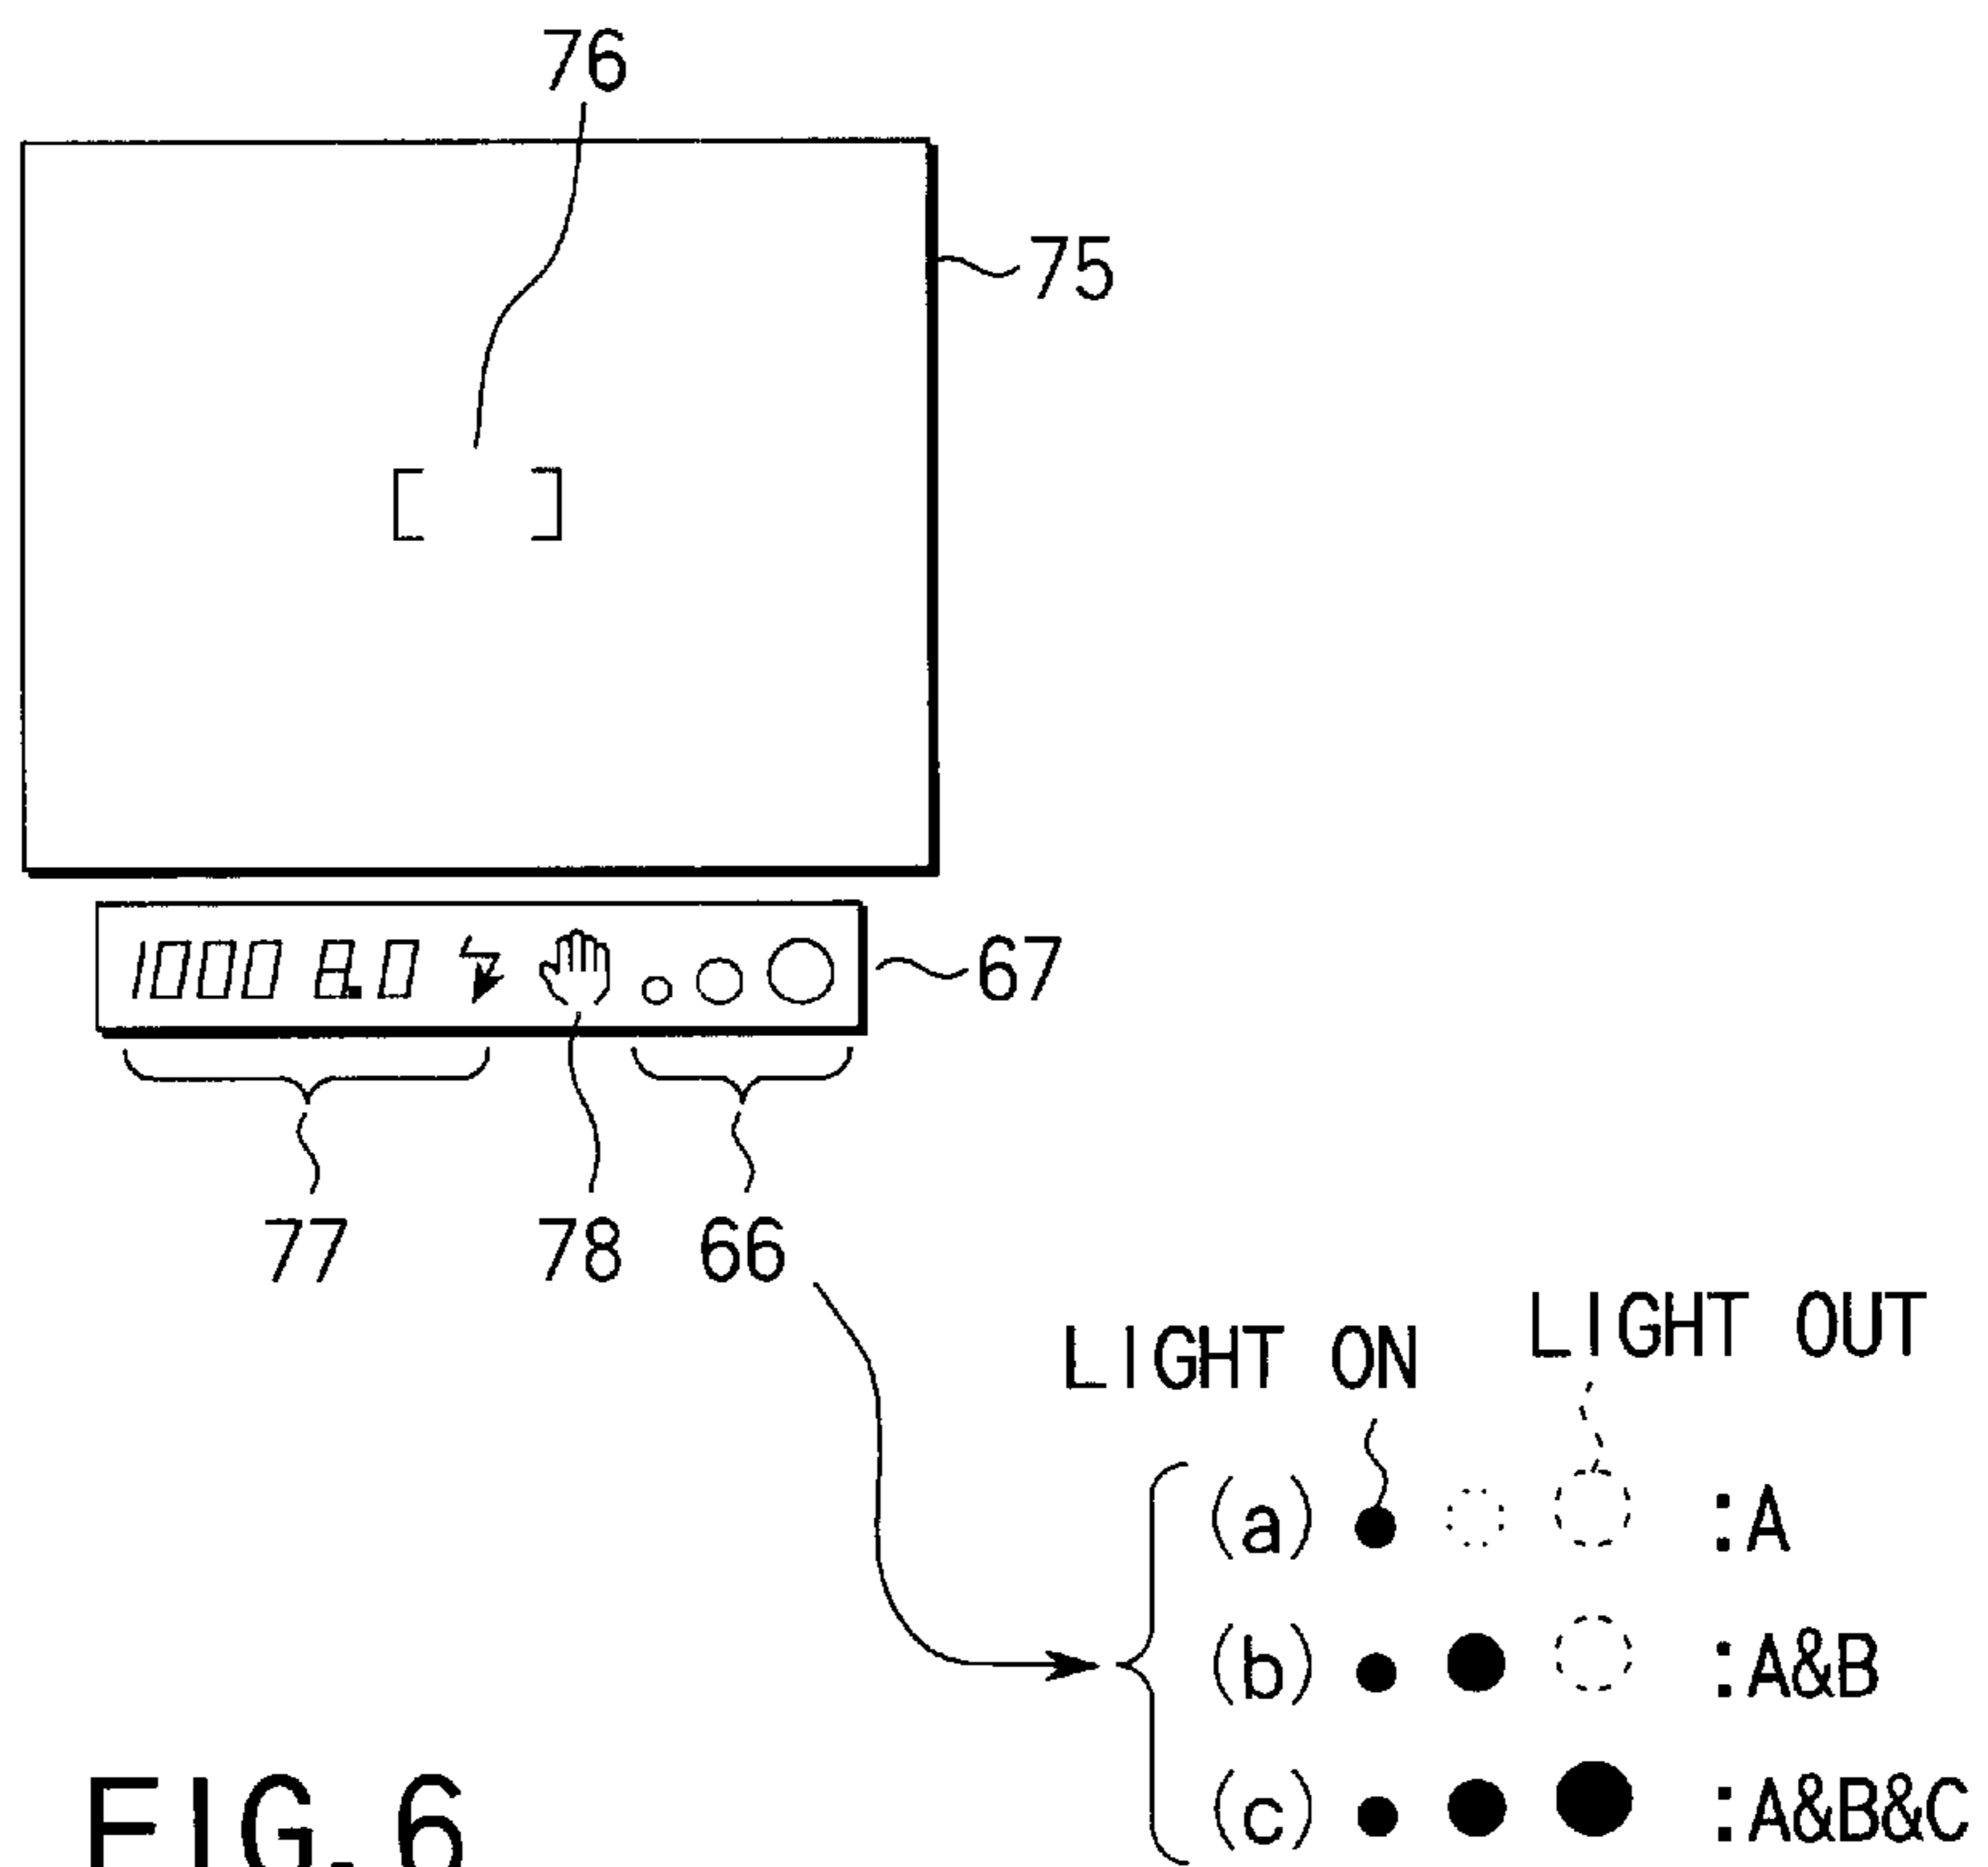 76
75
1000 8.0
67
77 78 66
LIGHT ON
LIGHT OUT
(a) :A
(b) :A&B
(c) :A&B&C
FIG. 6